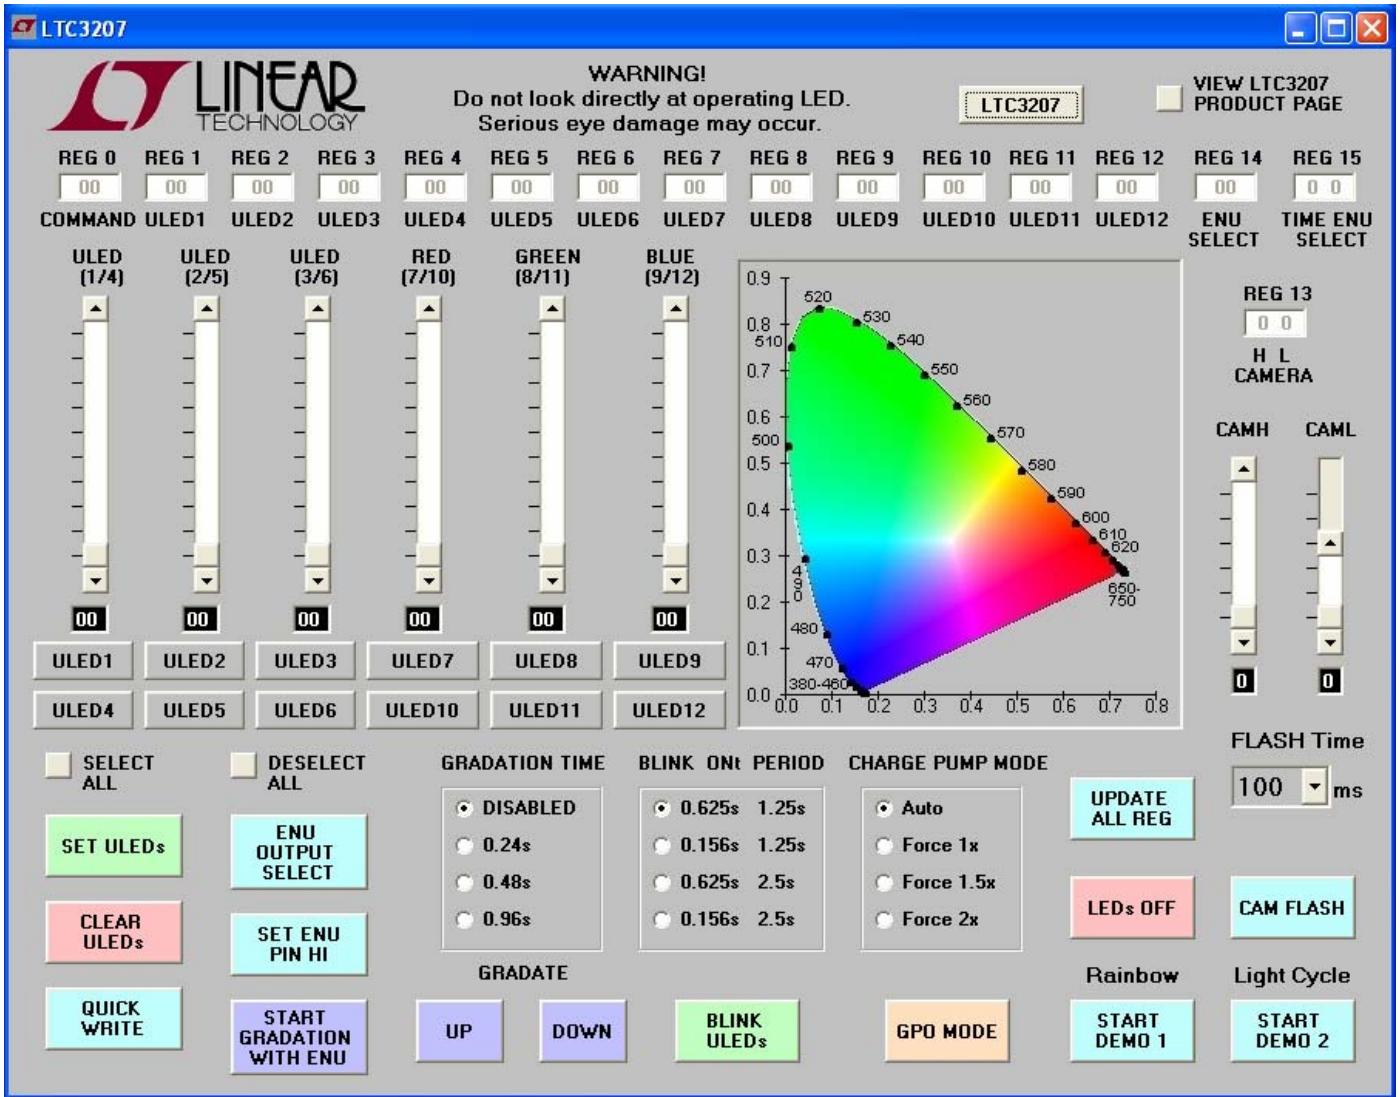 LTC3207
LINEAR
TECHNOLOGY
WARNING!
Do not look directly at operating LED.
Serious eye damage may occur.
LTC3207
VIEW LTC3207
PRODUCT PAGE
REG 0 REG 1 REG 2 REG 3 REG 4 REG 5 REG 6 REG 7 REG 8 REG 9 REG 10 REG 11 REG 12 REG 14 REG 15
00 00 00 00 00 00 00 00 00 00 00 00 00 00 0 0
COMMAND ULED1 ULED2 ULED3 ULED4 ULED5 ULED6 ULED7 ULED8 ULED9 ULED10 ULED11 ULED12 ENU TIME ENU
SELECT SELECT
ULED ULED ULED RED GREEN BLUE
(1/4) (2/5) (3/6) (7/10) (8/11) (9/12)
00 00 00 00 00 00
ULED1 ULED2 ULED3 ULED7 ULED8 ULED9
ULED4 ULED5 ULED6 ULED10 ULED11 ULED12
0.9
0.8
0.7
0.6
0.5
0.4
0.3
0.2
0.1
0.0
0.0 0.1 0.2 0.3 0.4 0.5 0.6 0.7 0.8
520
530
510
540
550
560
570
500
580
590
600
610
620
490
650-
750
480
470
380-460
REG 13
0 0
H L
CAMERA
CAMH CAML
0 0
FLASH Time
100 ms
SELECT
ALL
DESELECT
ALL
SET ULEDs
ENU
OUTPUT
SELECT
CLEAR
ULEDs
SET ENU
PIN HI
QUICK
WRITE
START
GRADATION
WITH ENU
GRADATION TIME
DISABLED
0.24s
0.48s
0.96s
GRADATE
UP DOWN
BLINK ONt PERIOD
0.625s 1.25s
0.156s 1.25s
0.625s 2.5s
0.156s 2.5s
BLINK
ULEDs
CHARGE PUMP MODE
Auto
Force 1x
Force 1.5x
Force 2x
GPO MODE
UPDATE
ALL REG
LEDs OFF
CAM FLASH
Rainbow
START
DEMO 1
Light Cycle
START
DEMO 2